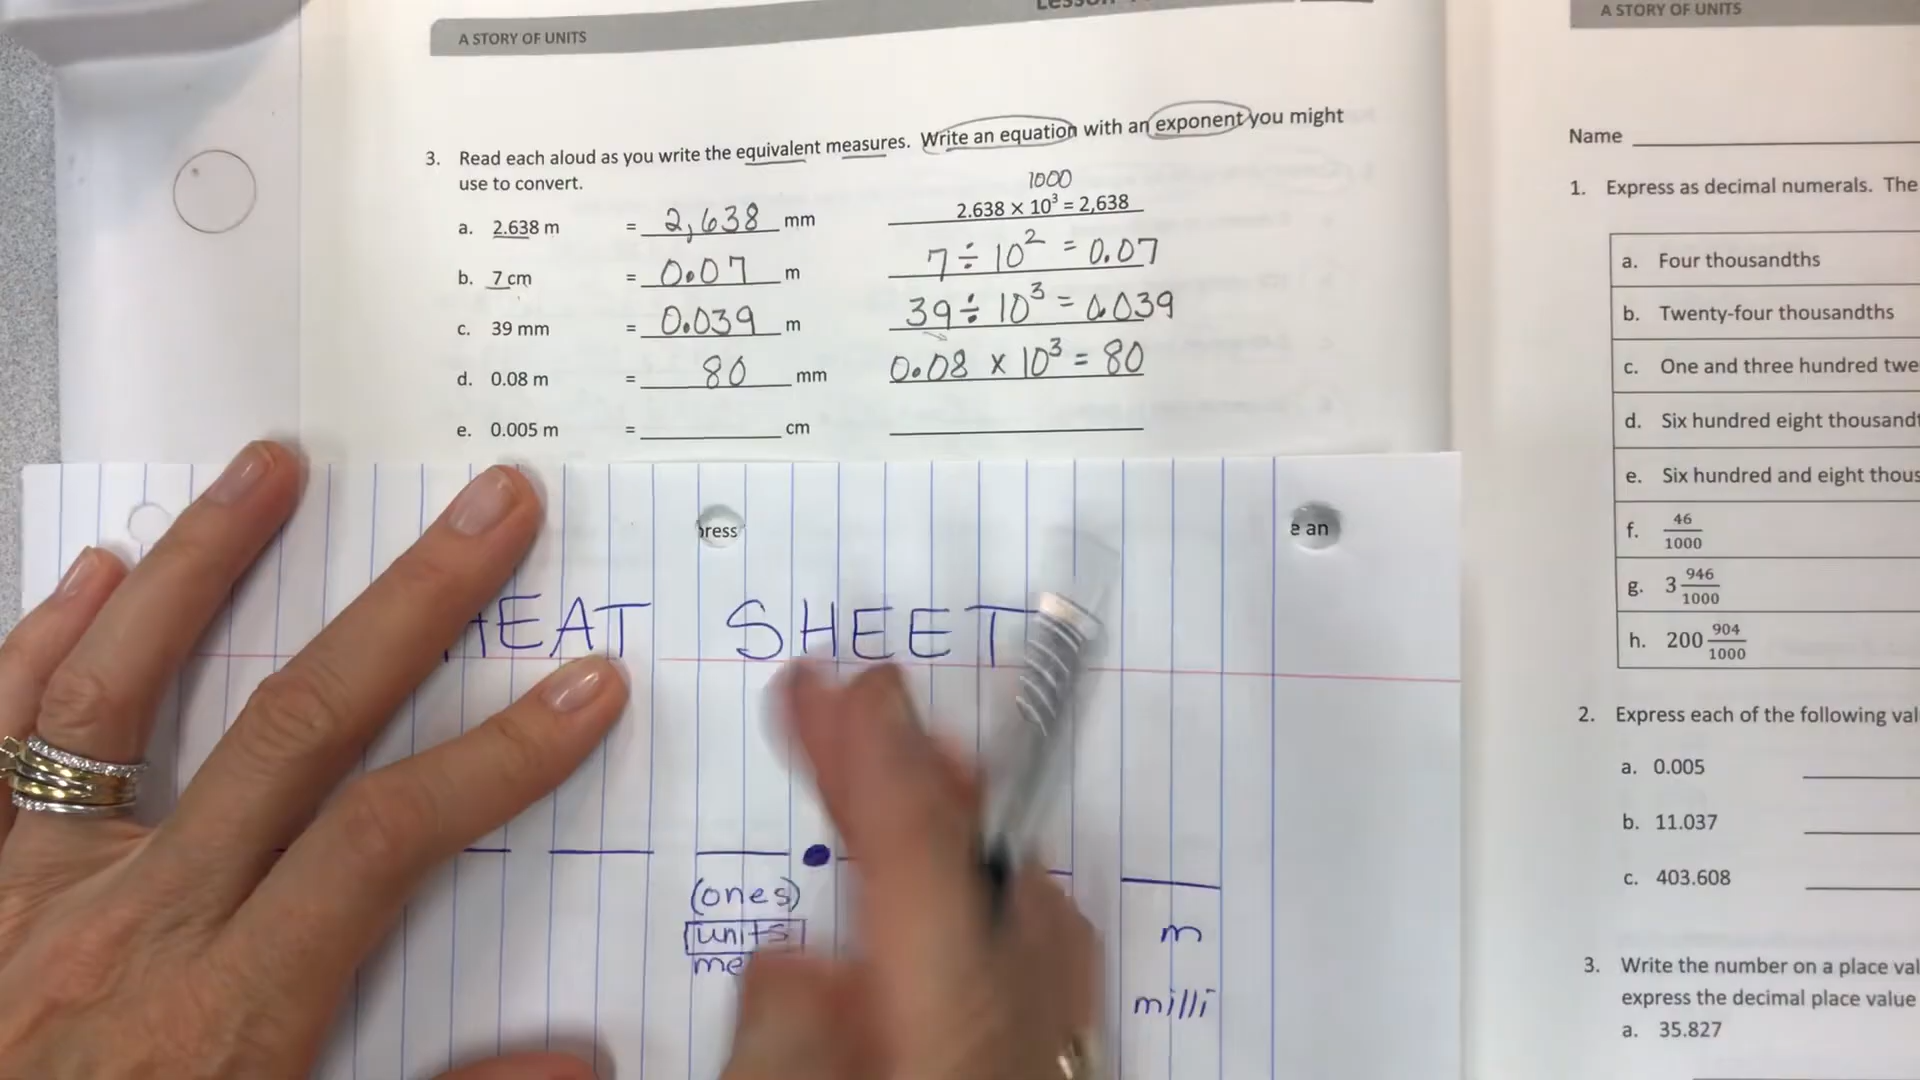 A STORY OF UNITS
3. Read each aloud as you write the equivalent measures. Write an equation with an exponent you might
use to convert.
1000
a. 2.638 m = 2,638 mm 2.638 × 10³ = 2,638
b. 7 cm = 0.07 m 7 ÷ 10² = 0.07
c. 39 mm = 0.039 m 39 ÷ 10³ = 0.039
d. 0.08 m = 80 mm 0.08 x 10³ = 80
e. 0.005 m = cm
e an
SHEET
(ones)
units
m
milli
A STORY OF UNITS
Name
1. Express as decimal numerals. The
a. Four thousandths
b. Twenty-four thousandths
c. One and three hundred twe
d. Six hundred eight thousand
e. Six hundred and eight thous
f. 46/1000
g. 3 946/1000
h. 200 904/1000
2. Express each of the following val
a. 0.005
b. 11.037
c. 403.608
3. Write the number on a place val
express the decimal place value
a. 35.827